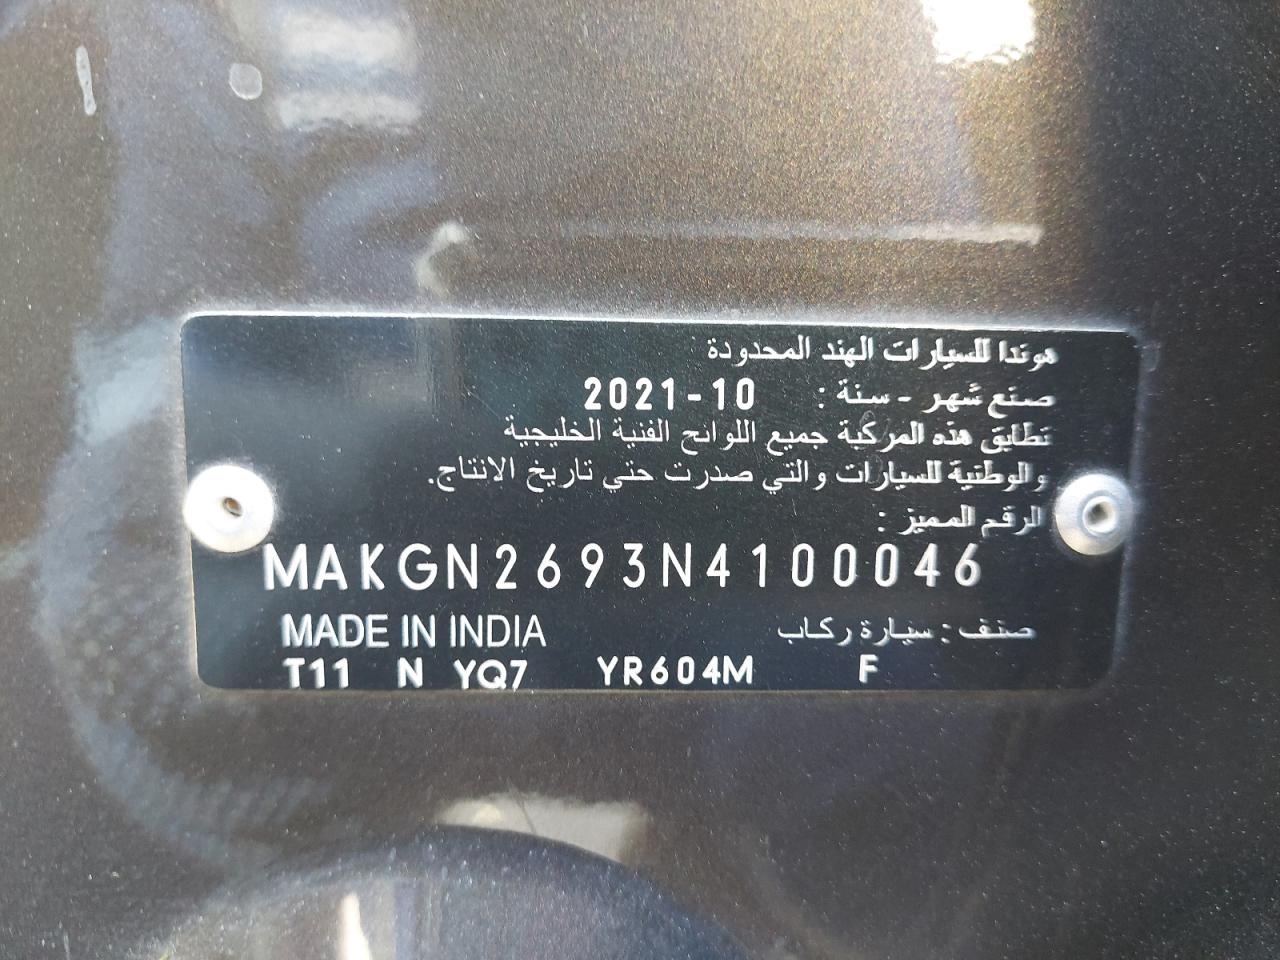 هوندا للسيارات الهند المحدودة
صنع شهر - سنة : 2021-10
تطابق هذه المركبة جميع اللوائح الفنية الخليجية
والوطنية للسيارات والتي صدرت حتي تاريخ الانتاج.
الرقم المميز :
MAKGN2693N4100046
MADE IN INDIA صنف : سيارة ركاب
T11 N YQ7 YR604M F